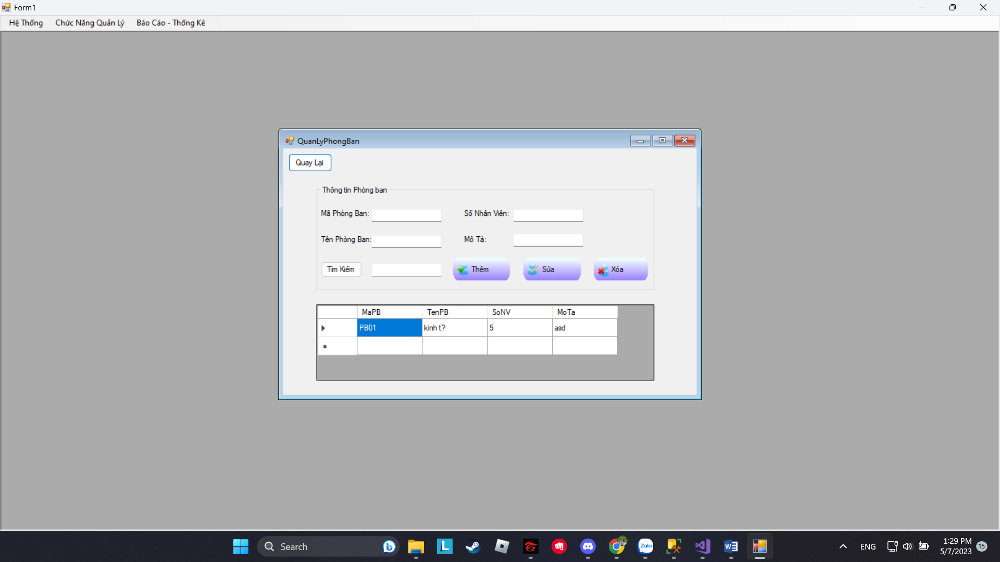 Form1
Hệ Thống Chức Năng Quản Lý Báo Cáo - Thống Kê
QuanLyPhongBan
Quay Lại
Thông tin Phòng ban
Mã Phòng Ban: Số Nhân Viên:
Tên Phòng Ban: Mô Tả:
Tìm Kiếm Thêm Sửa Xóa
MaPB TenPB SoNV MoTa
PB01 kinh t? 5 asd
Search L Zalo ENG 1:29 PM 15
5/7/2023